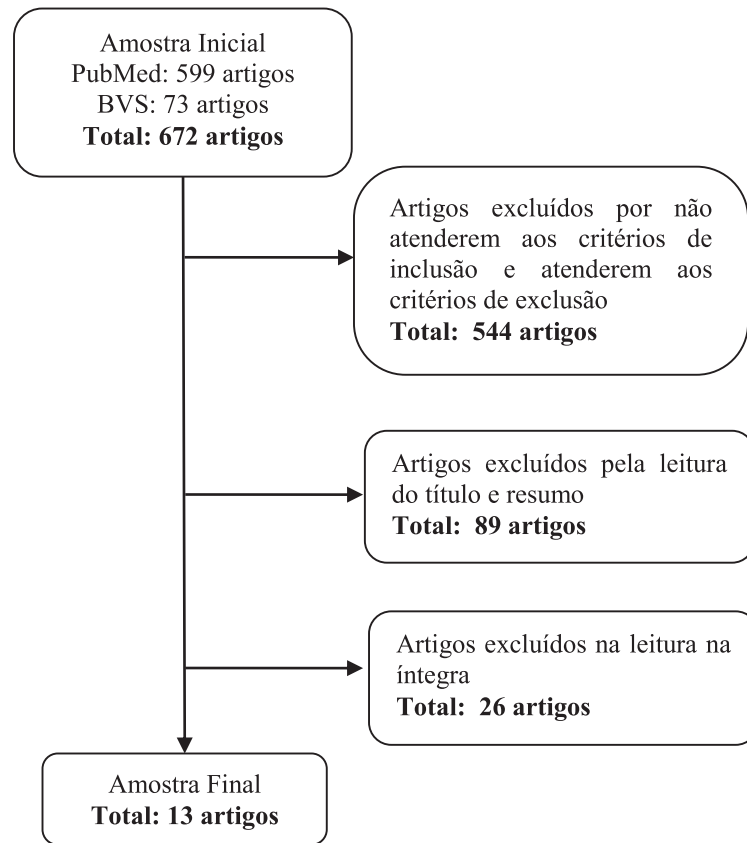 Amostra Inicial
PubMed: 599 artigos
BVS: 73 artigos
Total: 672 artigos
Artigos excluídos por não
atenderem aos critérios de
inclusão e atenderem aos
critérios de exclusão
Total: 544 artigos
Artigos excluídos pela leitura
do título e resumo
Total: 89 artigos
Artigos excluídos na leitura na
íntegra
Total: 26 artigos
Amostra Final
Total: 13 artigos